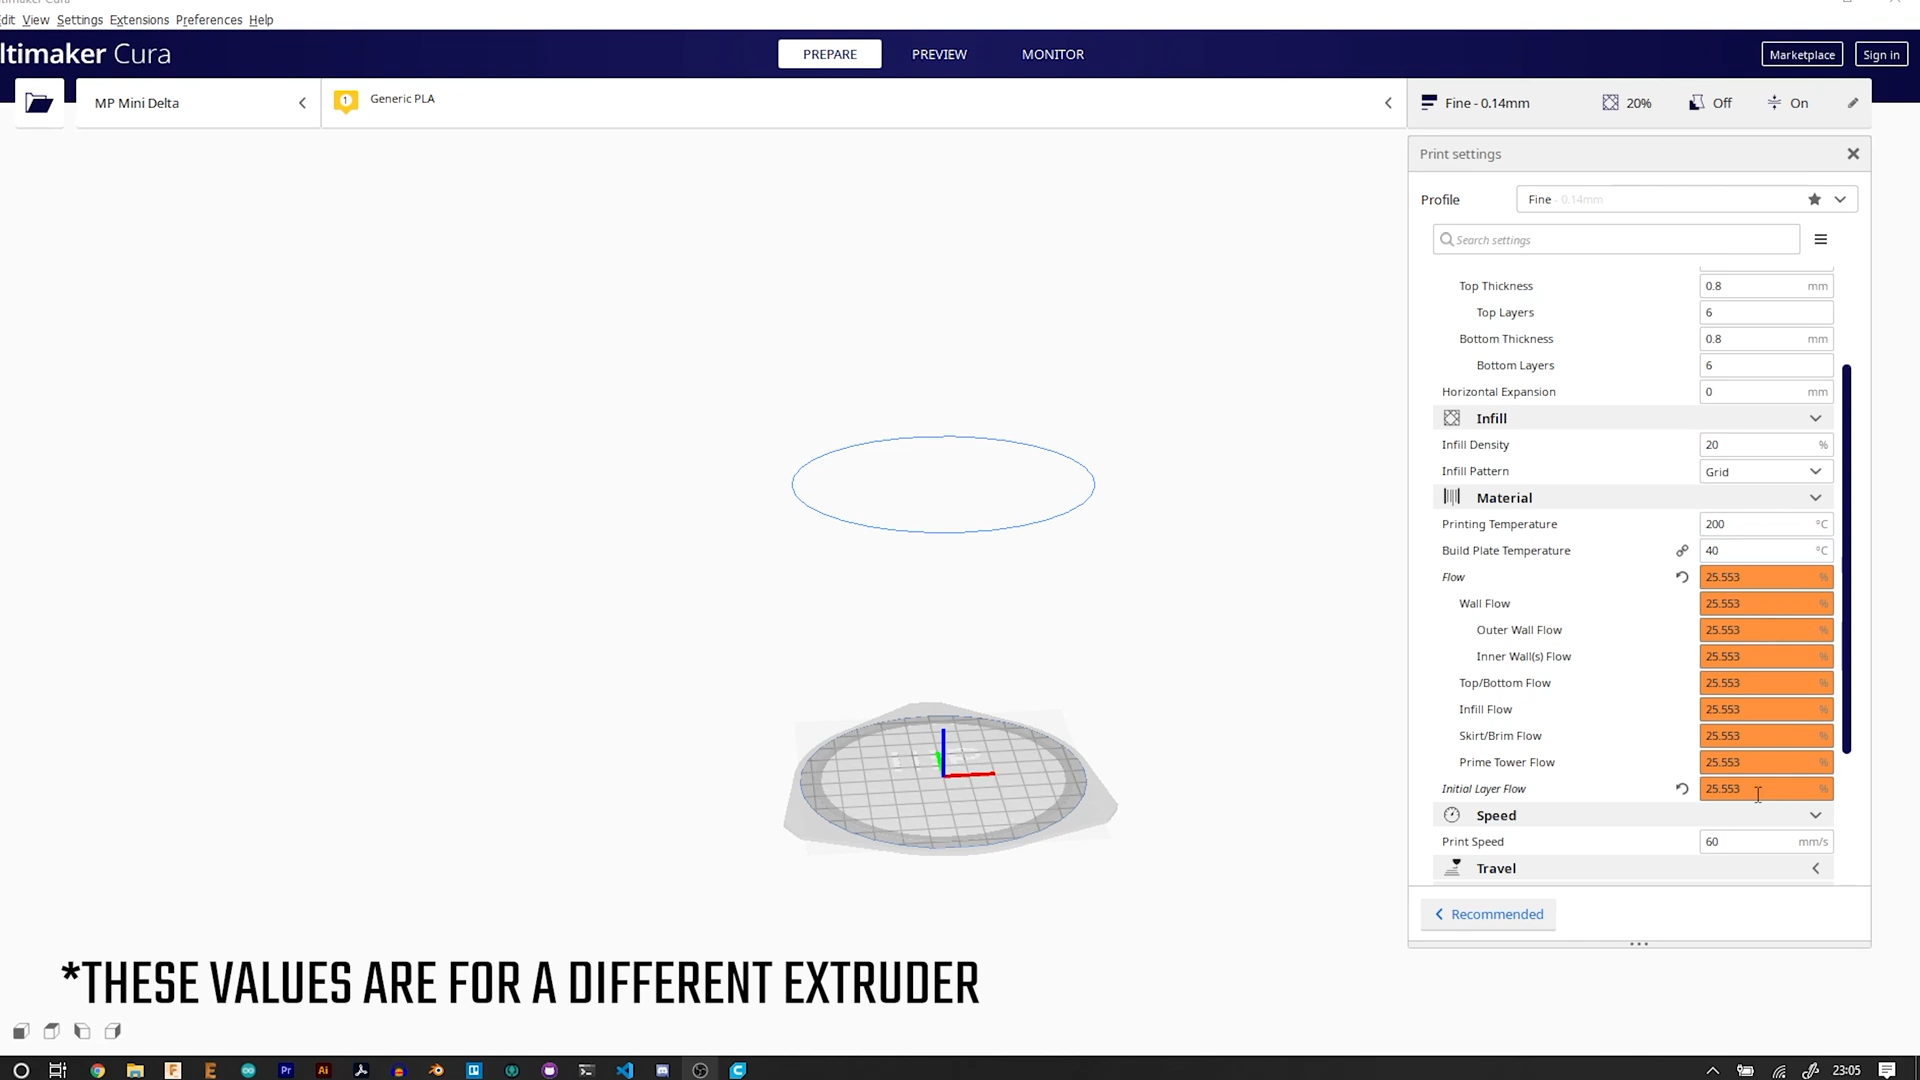 dit View Settings Extensions Preferences Help
ltimaker Cura
PREPARE PREVIEW MONITOR
Marketplace Sign in
MP Mini Delta
1 Generic PLA
Fine - 0.14mm 20% Off On
Print settings
Profile Fine - 0.14mm
Search settings
Top Thickness 0.8 mm
Top Layers 6
Bottom Thickness 0.8 mm
Bottom Layers 6
Horizontal Expansion 0 mm
Infill
Infill Density 20 %
Infill Pattern Grid
Material
Printing Temperature 200 °C
Build Plate Temperature 40 °C
Flow 25.553 %
Wall Flow 25.553 %
Outer Wall Flow 25.553 %
Inner Wall(s) Flow 25.553 %
Top/Bottom Flow 25.553 %
Infill Flow 25.553 %
Skirt/Brim Flow 25.553 %
Prime Tower Flow 25.553 %
Initial Layer Flow 25.553 %
Speed
Print Speed 60 mm/s
Travel
Recommended
*THESE VALUES ARE FOR A DIFFERENT EXTRUDER
Pr Ai
23:05